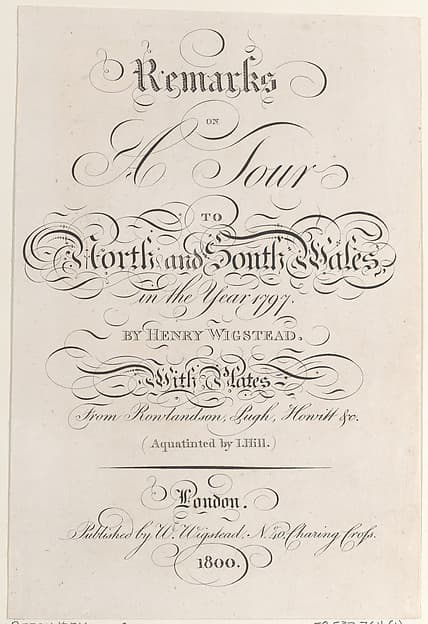 Remarks
ON
A Tour
TO
North and South Wales,
in the Year 1797.
BY HENRY WIGSTEAD.
With Plates
From Rowlandson, Pugh, Howitt &c.
(Aquatinted by I.Hill.)
London.
Published by W. Wigstead, N. 40. Charing Cross.
1800.